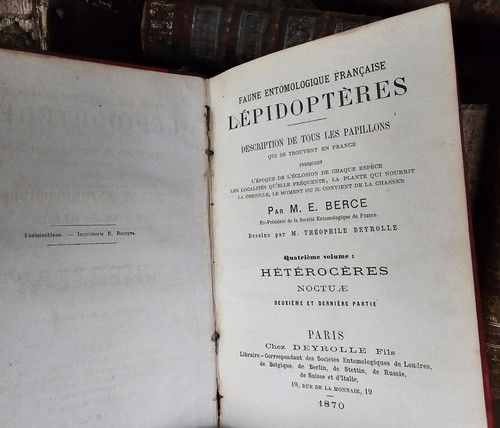 Fontainebleau. — Imprimerie E. Bourges.
FAUNE ENTOMOLOGIQUE FRANÇAISE
LÉPIDOPTÈRES
DESCRIPTION DE TOUS LES PAPILLONS
QUI SE TROUVENT EN FRANCE
INDIQUANT
L'ÉPOQUE DE L'ÉCLOSION DE CHAQUE ESPÈCE
LES LOCALITÉS QU'ELLE FRÉQUENTE, LA PLANTE QUI NOURRIT
LA CHENILLE, LE MOMENT OU IL CONVIENT DE LA CHASSER
PAR M. E. BERCE
Ex-Président de la Société Entomologique de France.
Dessins par M. THÉOPHILE DEYROLLE
Quatrième volume :
HÉTÉROCÈRES
NOCTUÆ
DEUXIÈME ET DERNIÈRE PARTIE
PARIS
Chez DEYROLLE Fils
Libraire-Correspondant des Sociétés Entomologiques de Londres,
de Belgique, de Berlin, de Stettin, de Russie,
de Suisse et d'Italie,
19, RUE DE LA MONNAIE, 19
1870